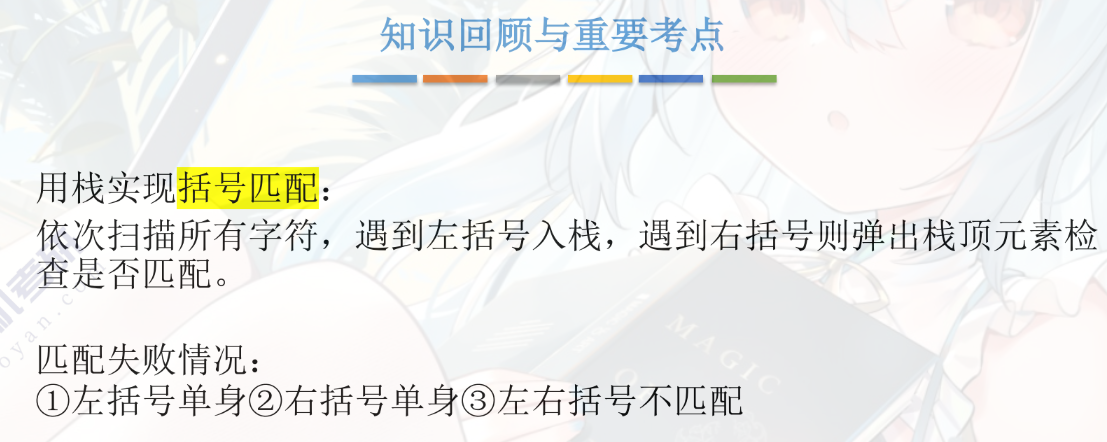 知识回顾与重要考点
用栈实现括号匹配：
依次扫描所有字符，遇到左括号入栈，遇到右括号则弹出栈顶元素检
查是否匹配。
匹配失败情况：
①左括号单身②右括号单身③左右括号不匹配
MAGIC